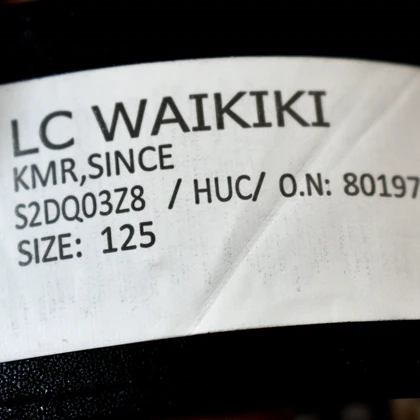 LC WAIKIKI
KMR,SINCE
S2DQ03Z8 / HUC/ O.N: 80197
SIZE: 125